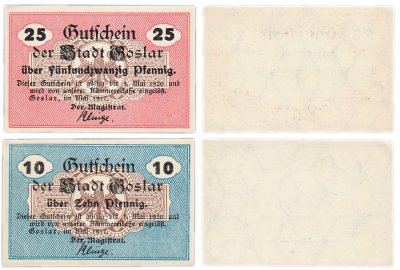 25 Gutschein 25
der Stadt Goslar
über Fünfundzwanzig Pfennig.
Dieser Gutschein ist gültig bis 1. Mai 1920 und
wird von unserer Kämmereikasse eingelöst.
Goslar, im Mai 1917.
Der Magistrat.
Klinge.
10 Gutschein 10
der Stadt Goslar
über Zehn Pfennig.
Dieser Gutschein ist gültig bis 1. Mai 1920 und
wird von unserer Kämmereikasse eingelöst.
Goslar, im Mai 1917.
Der Magistrat.
Klinge.